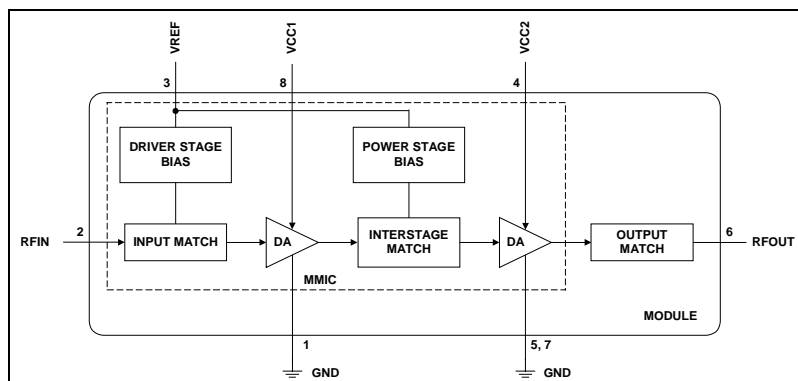 VREF
VCC1
VCC2
3
8
4
DRIVER STAGE
BIAS
POWER STAGE
BIAS
RFIN
2
INPUT MATCH
DA
INTERSTAGE
MATCH
DA
OUTPUT
MATCH
6
RFOUT
MMIC
MODULE
1
5, 7
GND
GND